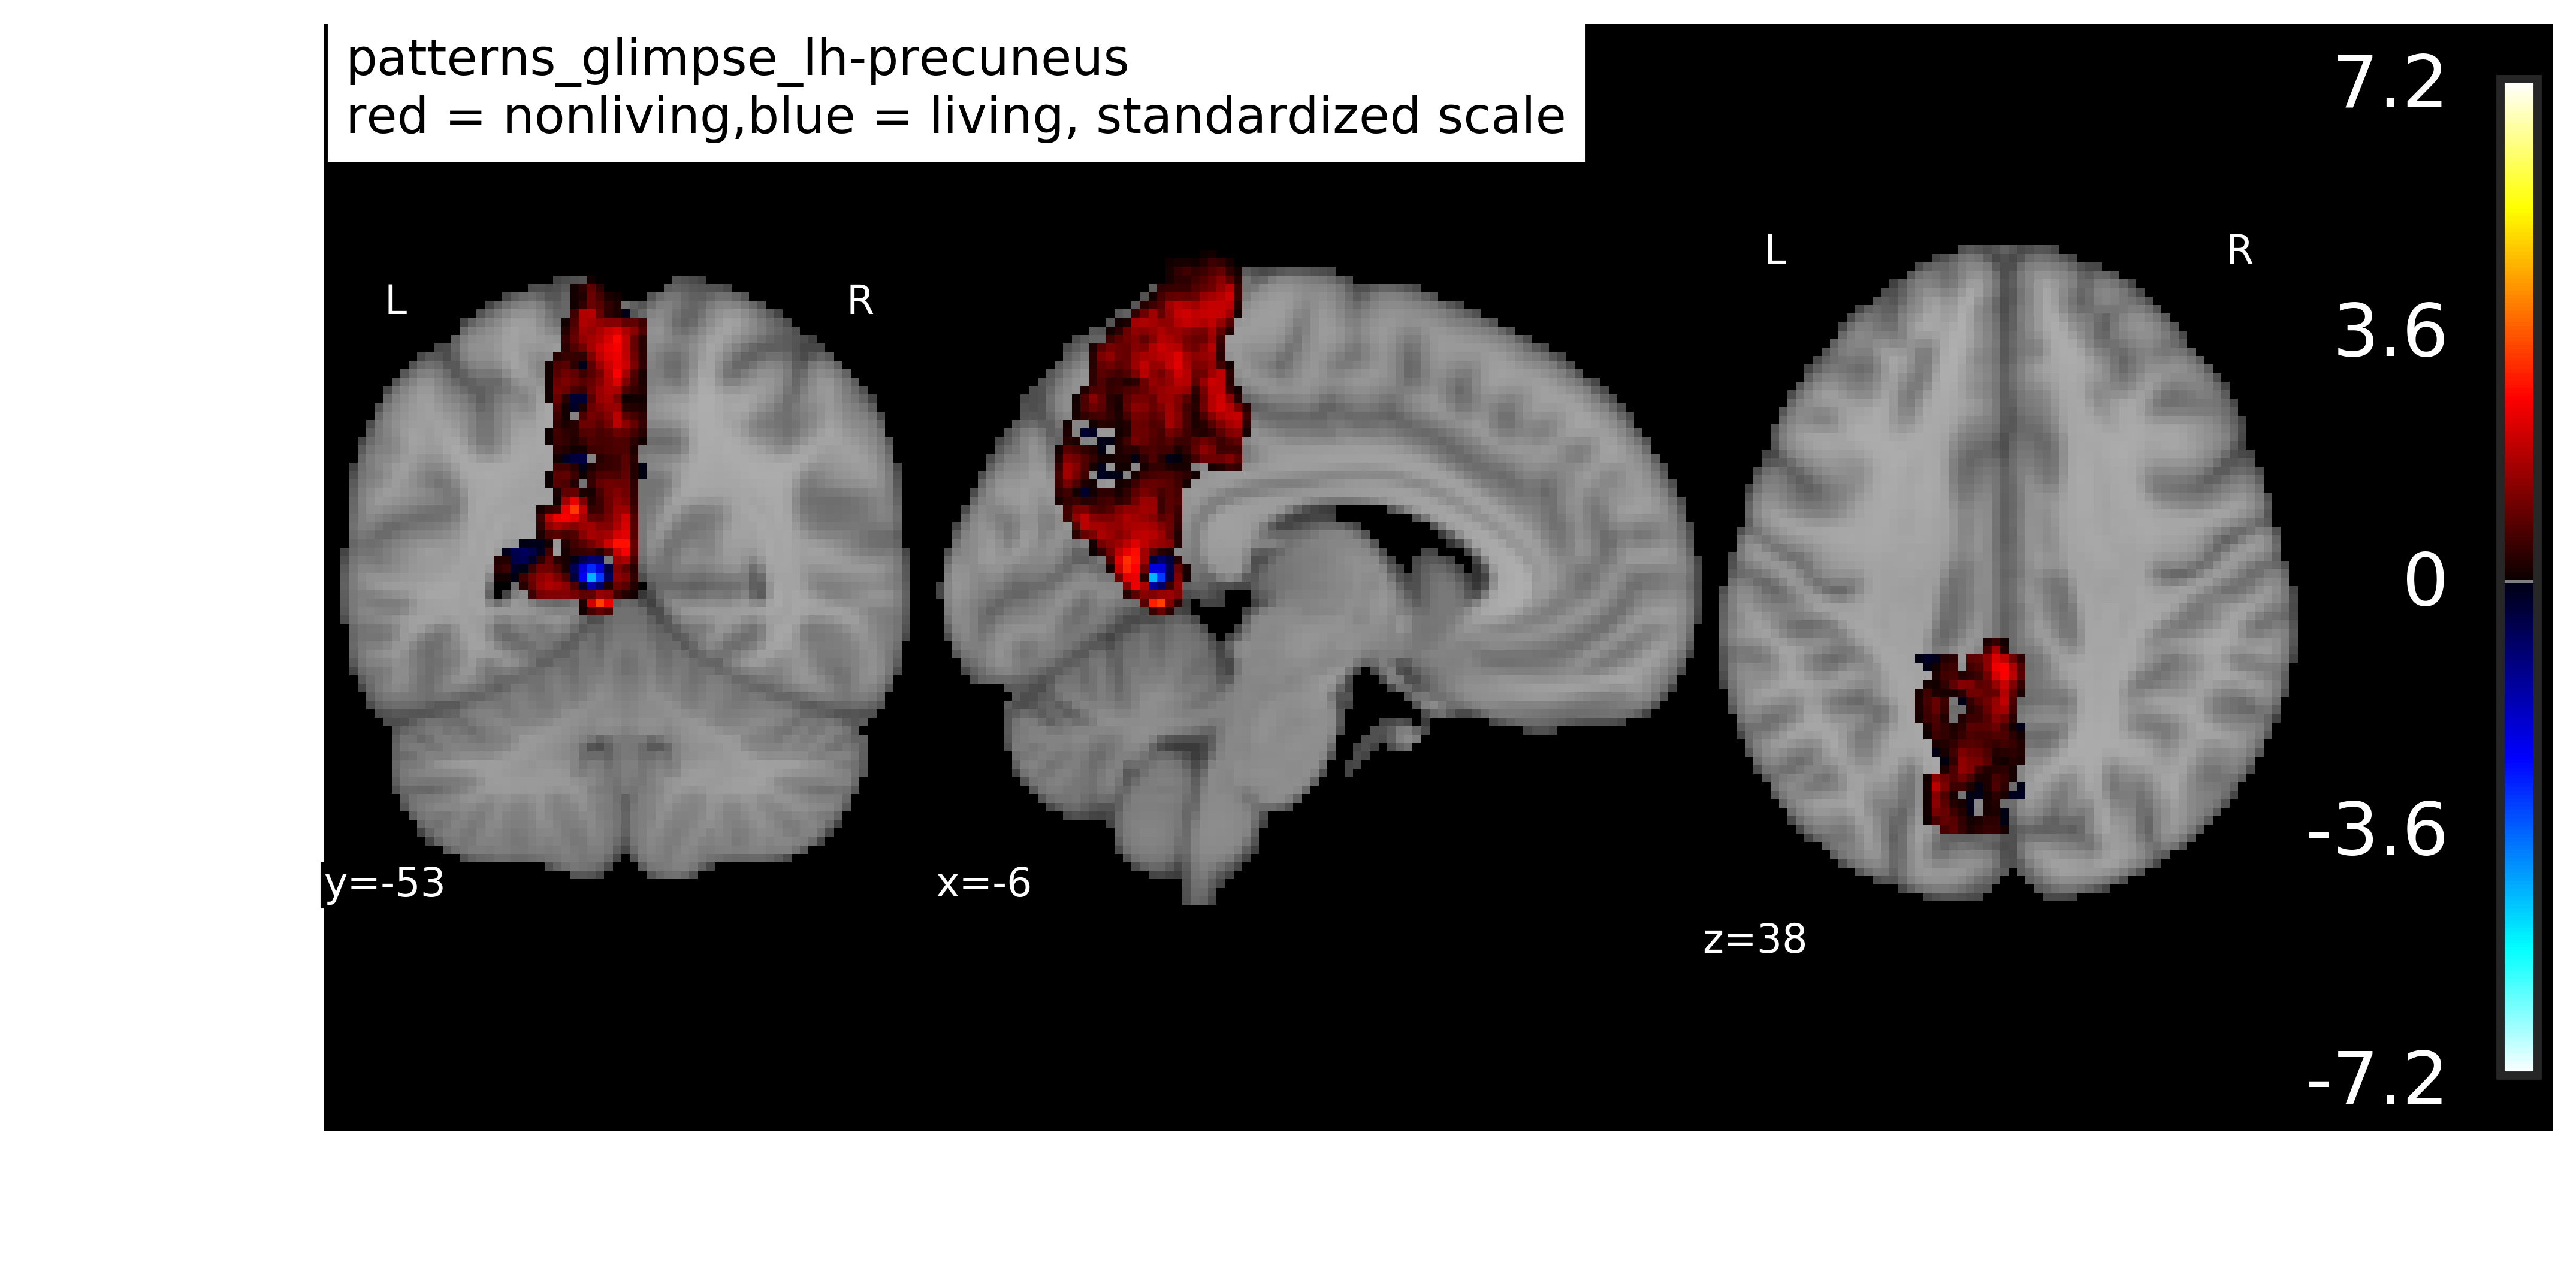 patterns_glimpse_lh-precuneus
red = nonliving,blue = living, standardized scale
L
R
L
R
y=-53
x=-6
z=38
7.2
3.6
0
-3.6
-7.2